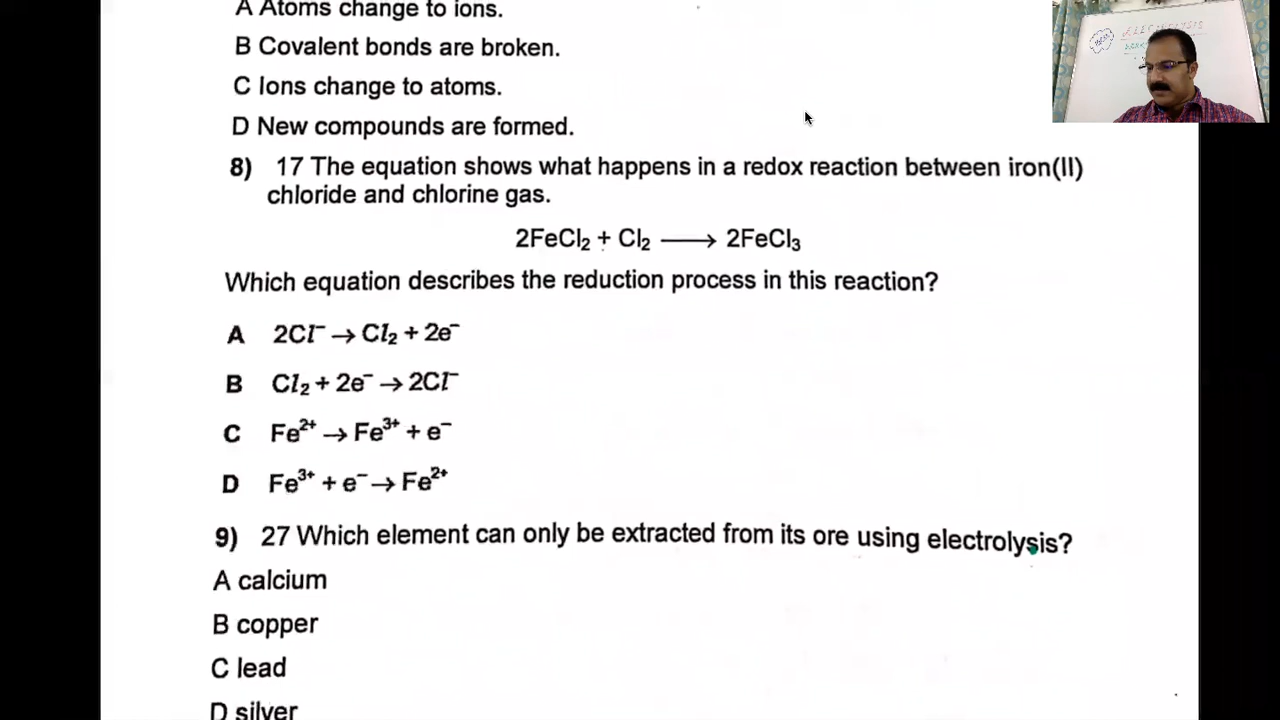 A Atoms change to ions.
B Covalent bonds are broken.
C Ions change to atoms.
D New compounds are formed.
8) 17 The equation shows what happens in a redox reaction between iron(II)
chloride and chlorine gas.
2FeCl₂ + Cl₂ ⟶ 2FeCl₃
Which equation describes the reduction process in this reaction?
A 2Cl⁻ → Cl₂ + 2e⁻
B Cl₂ + 2e⁻ → 2Cl⁻
C Fe²⁺ → Fe³⁺ + e⁻
D Fe³⁺ + e⁻ → Fe²⁺
9) 27 Which element can only be extracted from its ore using electrolysis?
A calcium
B copper
C lead
D silver
ELECTROLYSIS